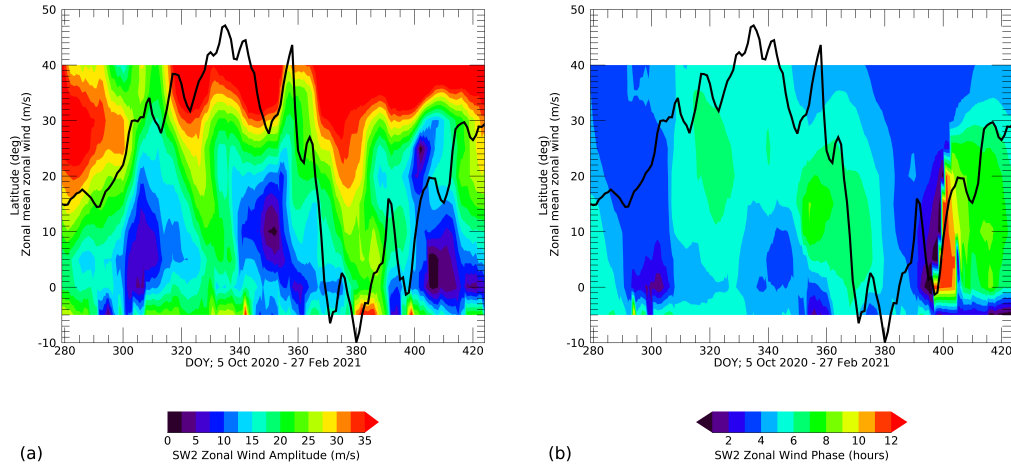 50
40
30
20
10
0
-10
Latitude (deg)
Zonal mean zonal wind (m/s)
280 300 320 340 360 380 400 420
DOY; 5 Oct 2020 - 27 Feb 2021
0 5 10 15 20 25 30 35
SW2 Zonal Wind Amplitude (m/s)
(a)
50
40
30
20
10
0
-10
Latitude (deg)
Zonal mean zonal wind (m/s)
280 300 320 340 360 380 400 420
DOY; 5 Oct 2020 - 27 Feb 2021
2 4 6 8 10 12
SW2 Zonal Wind Phase (hours)
(b)